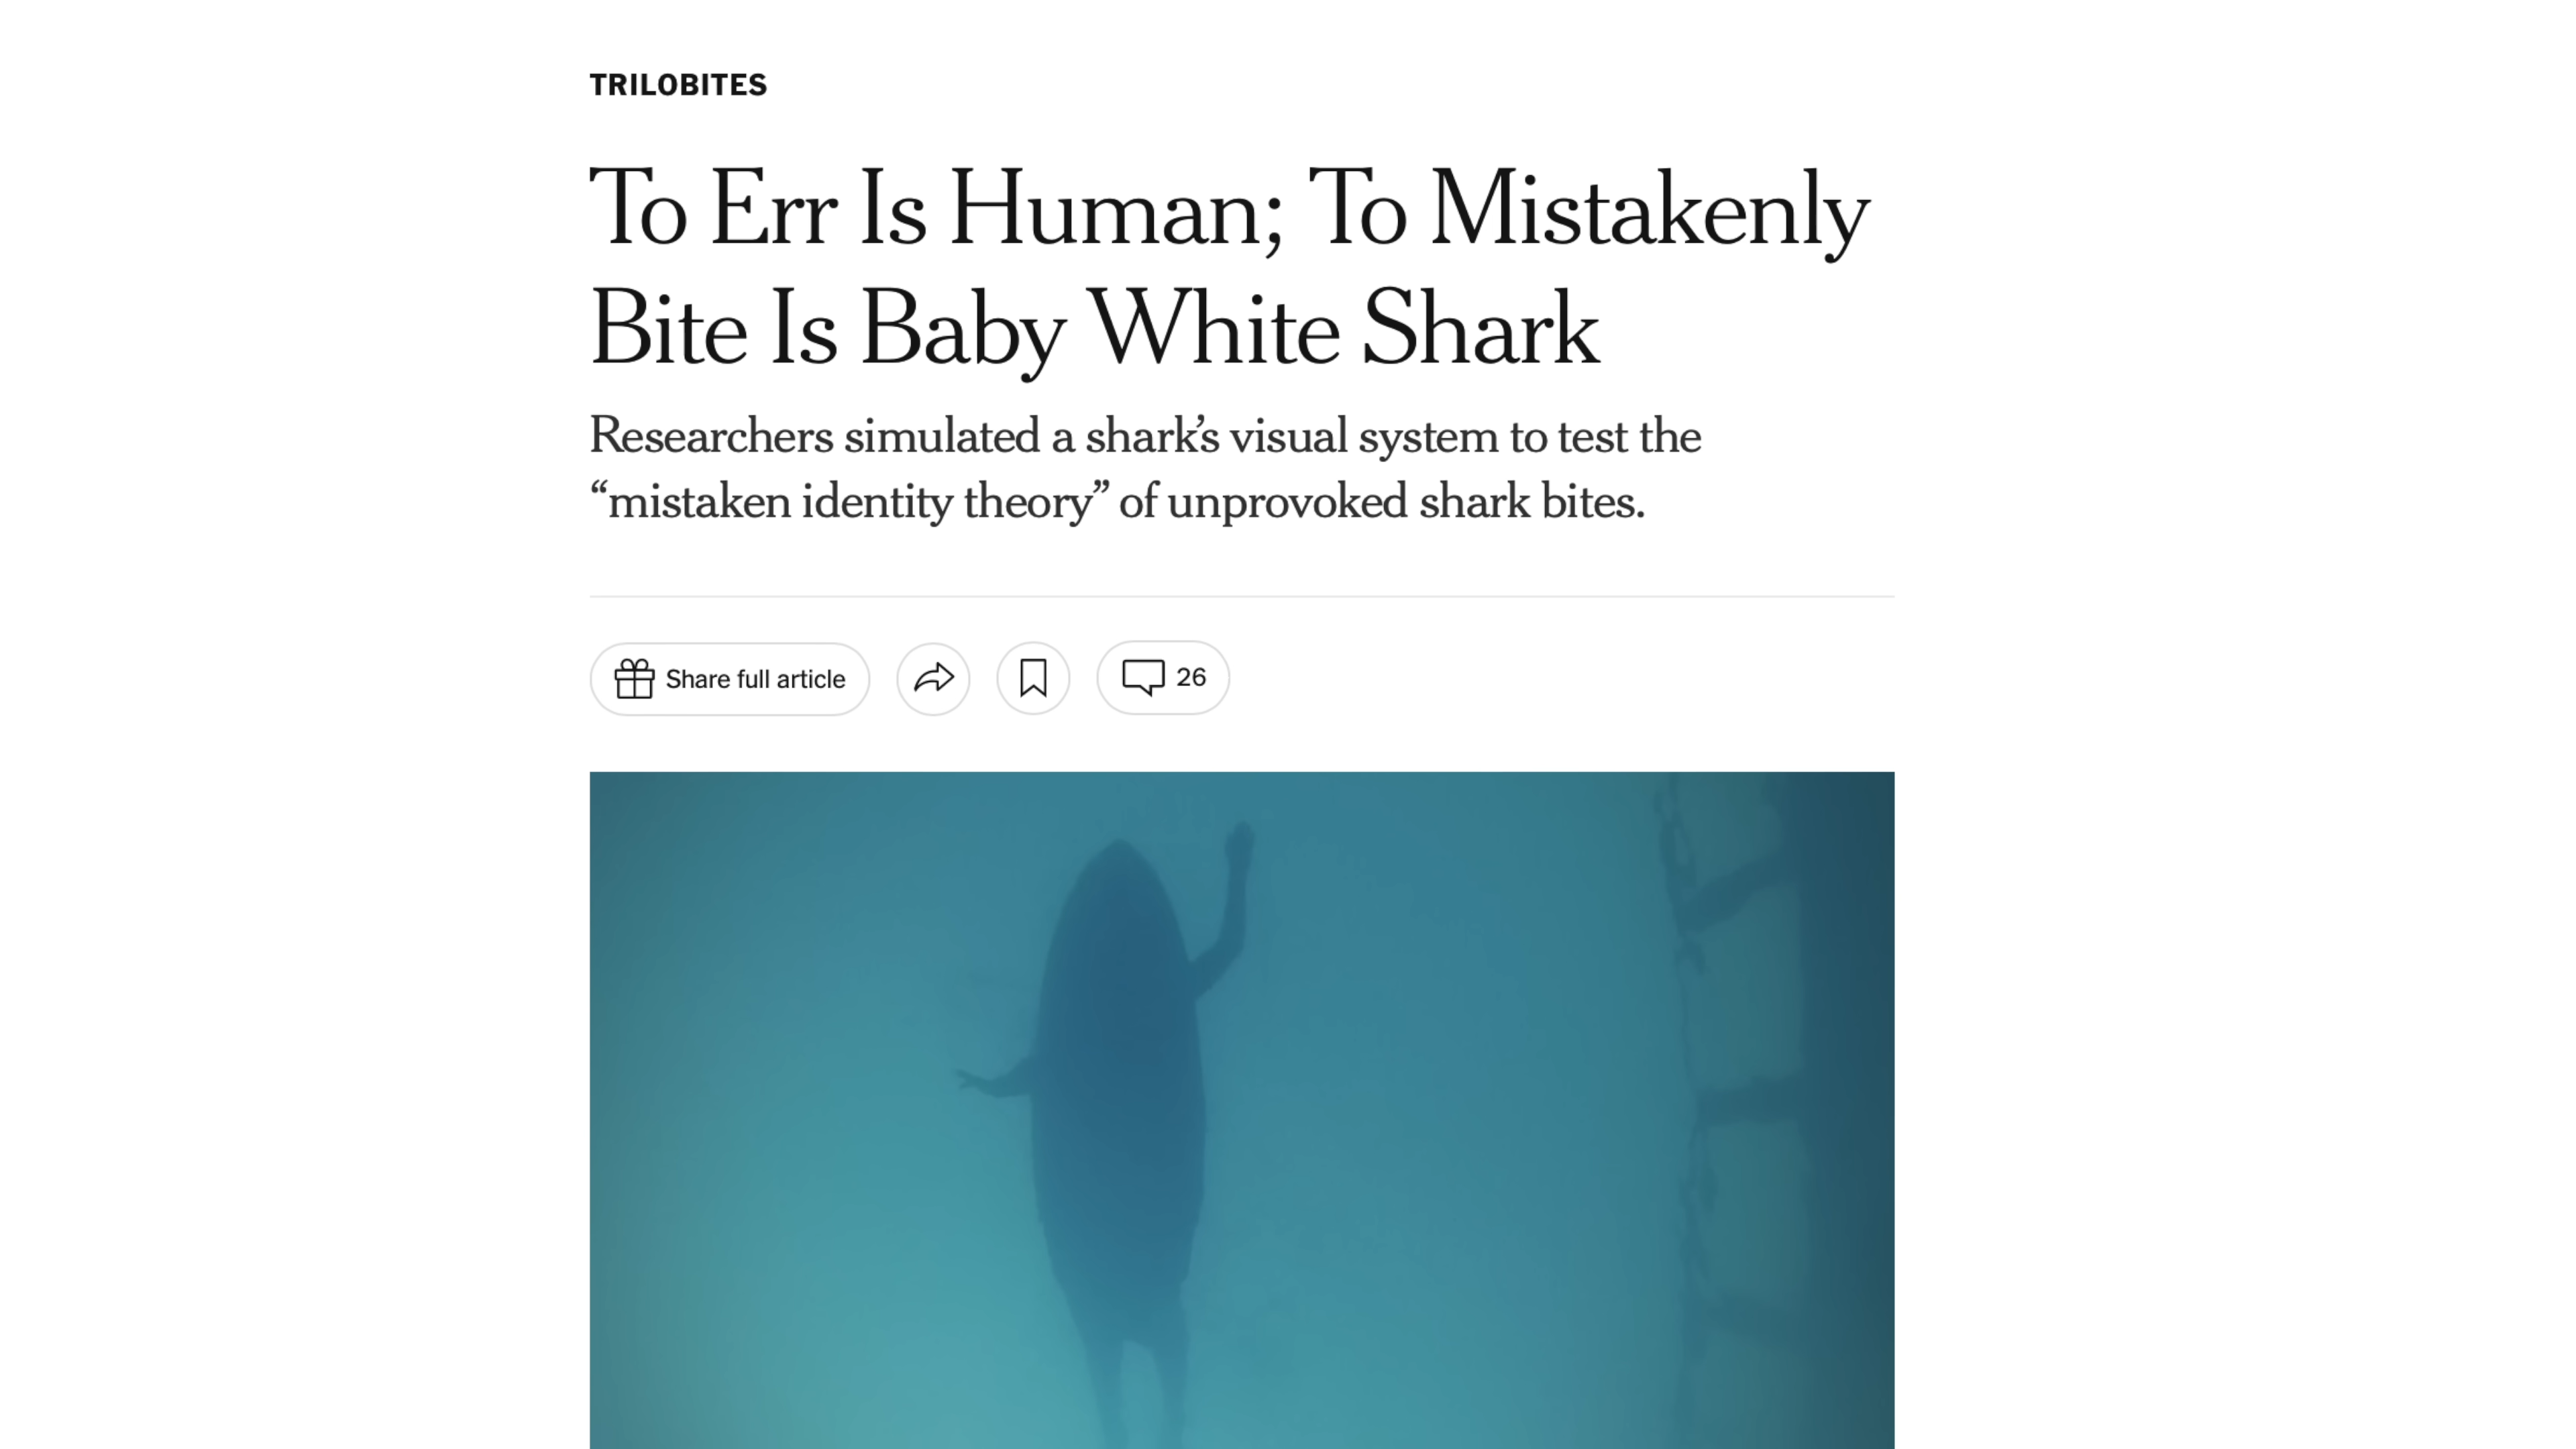 TRILOBITES
To Err Is Human; To Mistakenly
Bite Is Baby White Shark
Researchers simulated a shark’s visual system to test the
“mistaken identity theory” of unprovoked shark bites.
Share full article
26